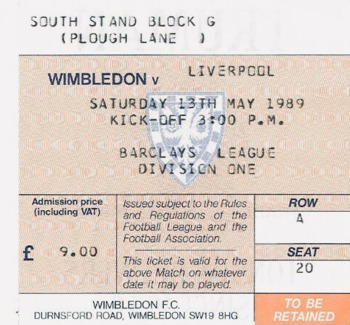 SOUTH STAND BLOCK G
(PLOUGH LANE )
WIMBLEDON v LIVERPOOL
SATURDAY 13TH MAY 1989
KICK-OFF 3:00 P.M.
BARCLAYS LEAGUE
DIVISION ONE
Admission price
(including VAT)
£ 9.00
Issued subject to the Rules
and Regulations of the
Football League and the
Football Association.
This ticket is valid for the
above Match on whatever
date it may be played.
ROW
A
SEAT
20
WIMBLEDON F.C.
DURNSFORD ROAD, WIMBLEDON SW19 8HG
TO BE
RETAINED